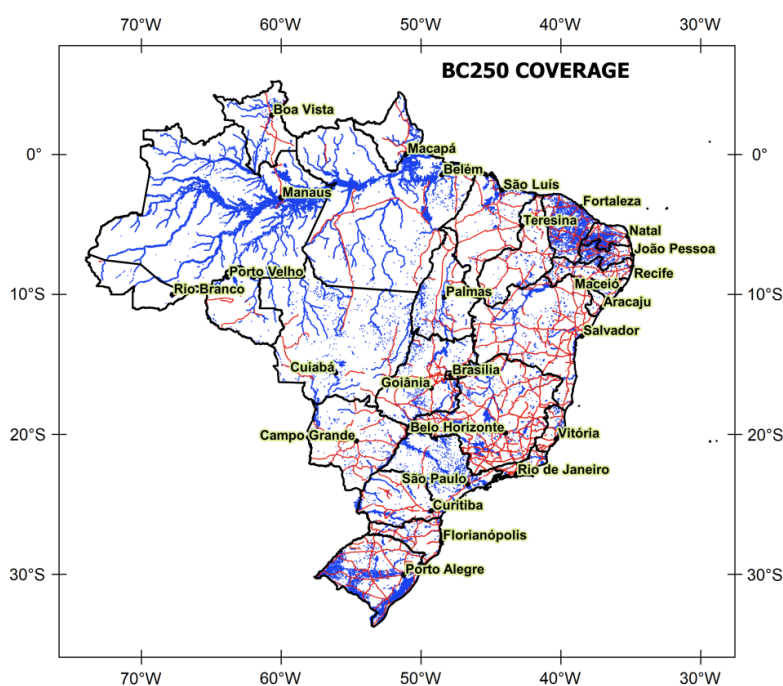 70°W 60°W 50°W 40°W 30°W
BC250 COVERAGE
Boa Vista
0° Macapá 0°
Belém
São Luís
Manaus
Fortaleza
Teresina
Natal
João Pessoa
Porto Velho
Recife
Rio Branco
Maceió
10°S Palmas 10°S
Aracaju
Salvador
Cuiabá
Brasília
Goiânia
Belo Horizonte
Campo Grande
Vitória
20°S 20°S
Rio de Janeiro
São Paulo
Curitiba
Florianópolis
Porto Alegre
30°S 30°S
70°W 60°W 50°W 40°W 30°W